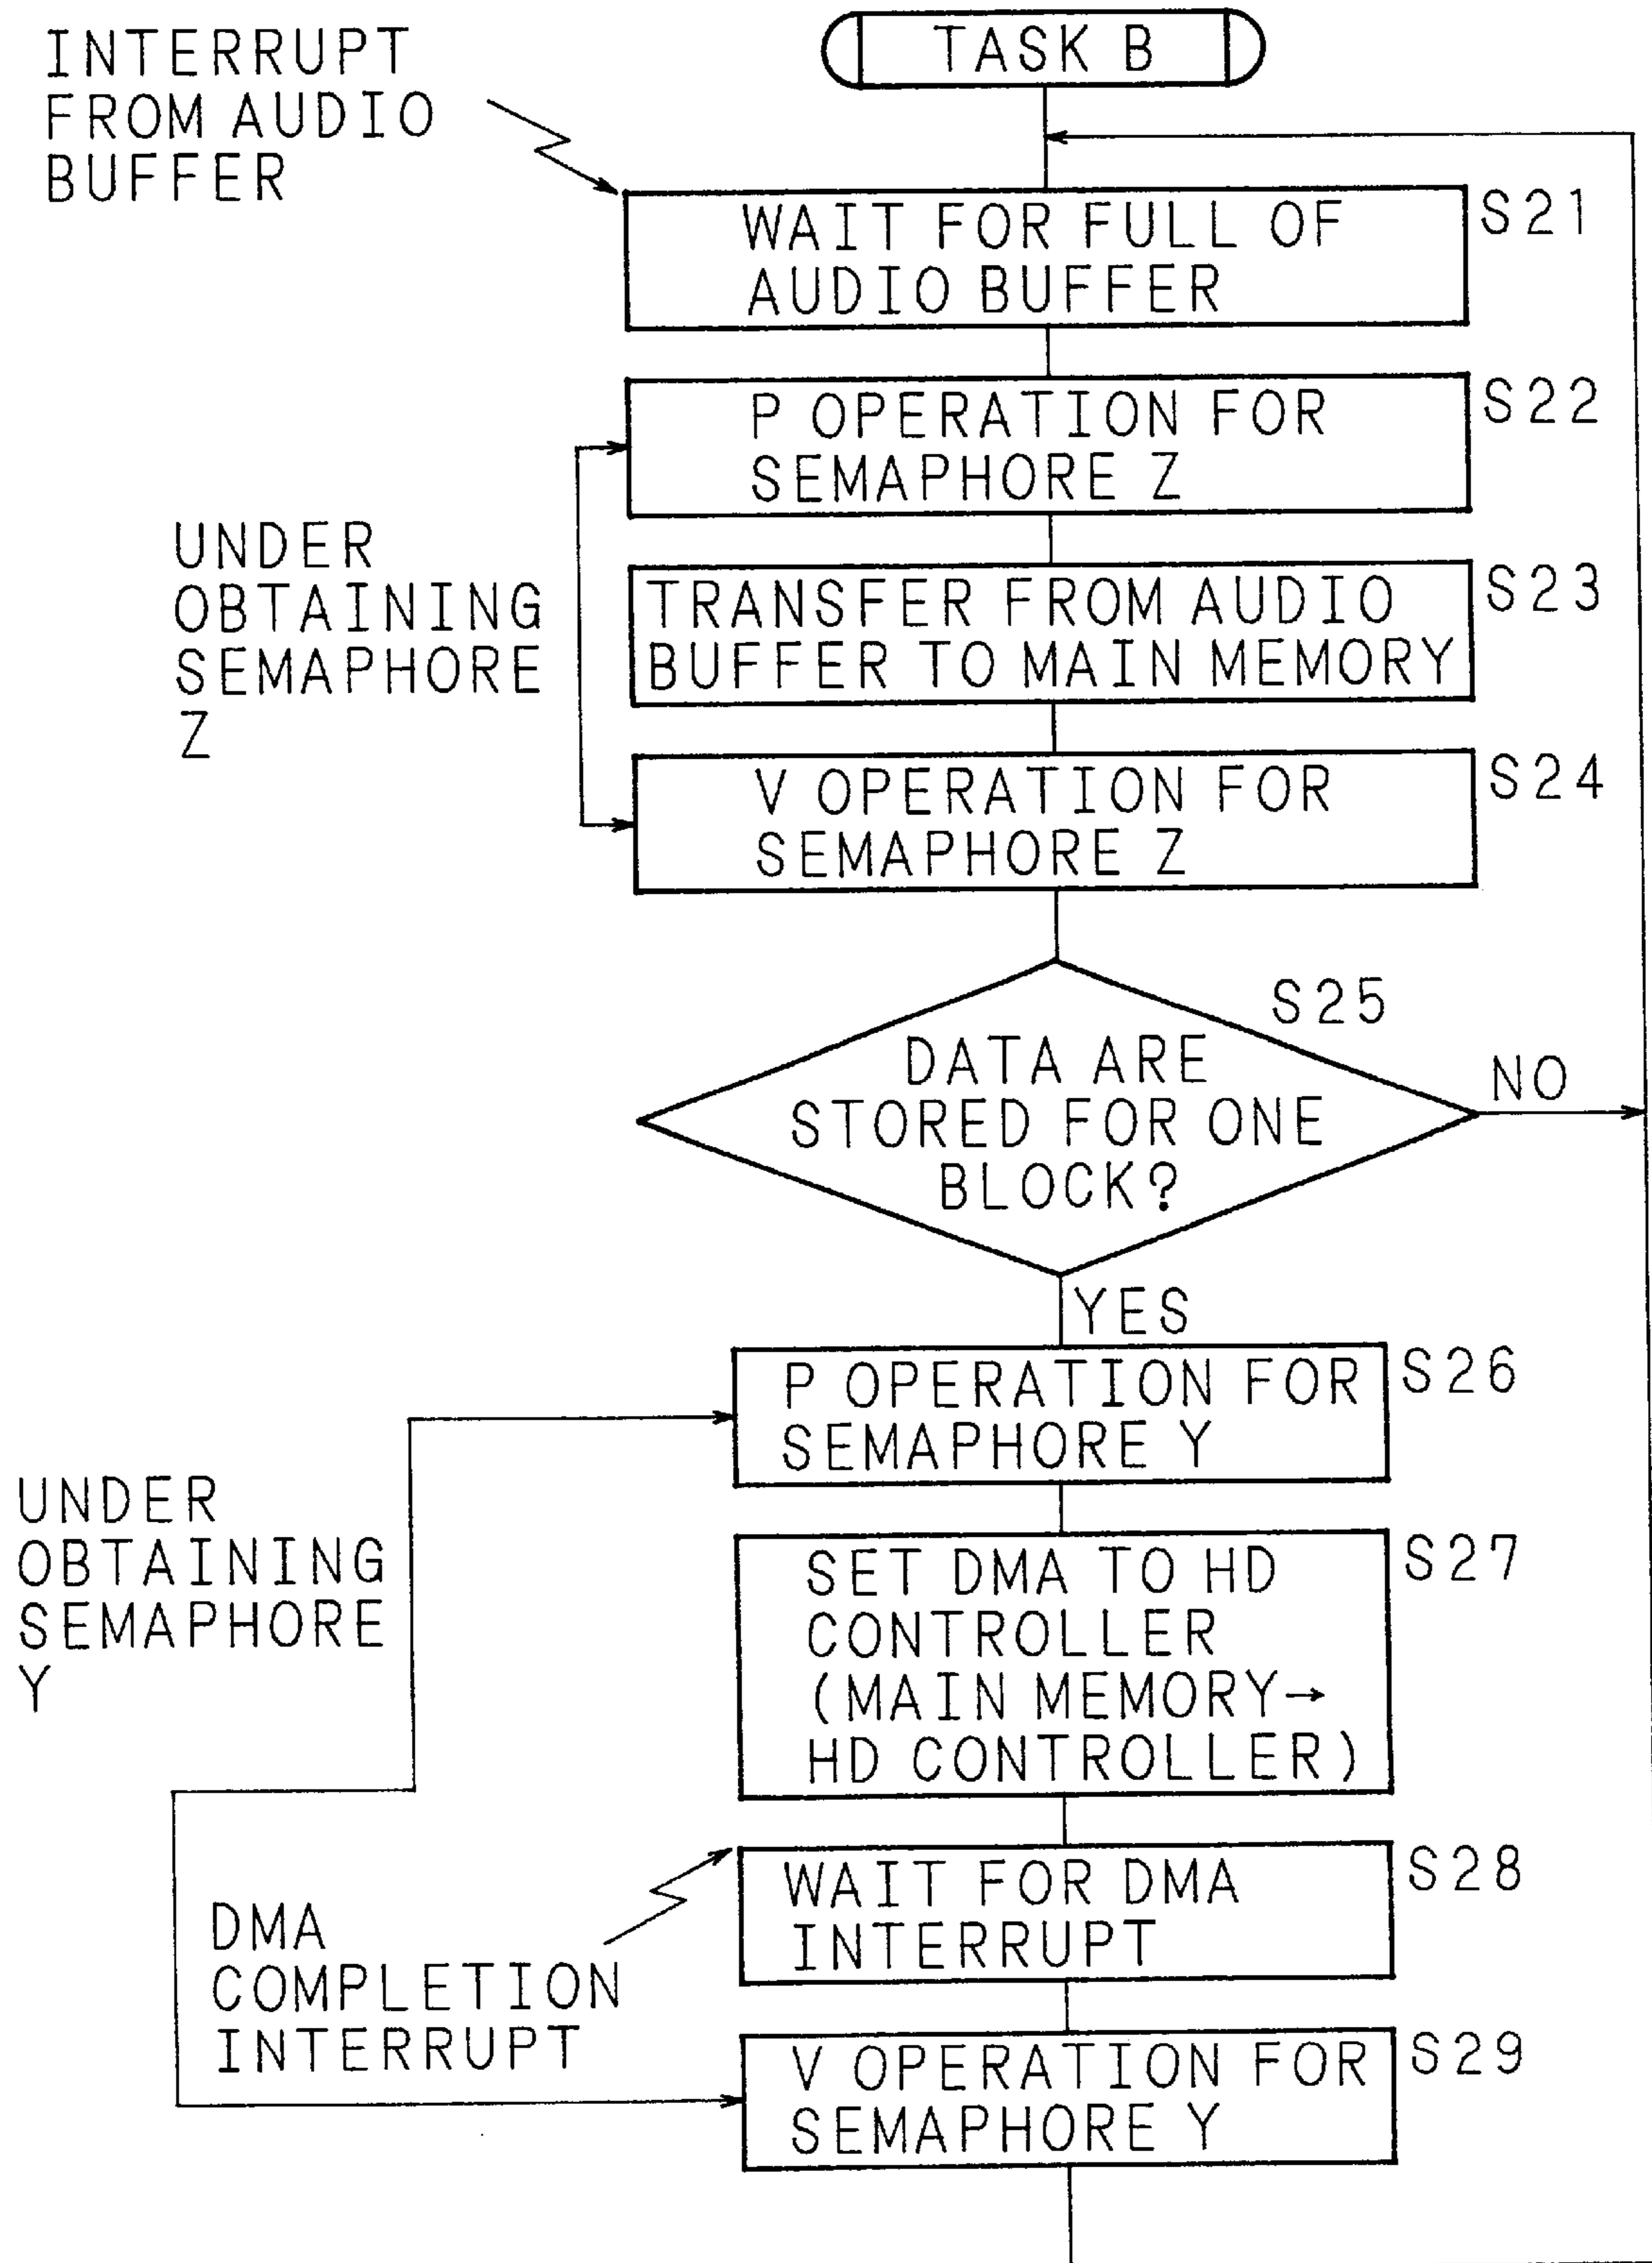 TASK B
INTERRUPT
FROM AUDIO
BUFFER
WAIT FOR FULL OF
AUDIO BUFFER
S21
P OPERATION FOR
SEMAPHORE Z
S22
UNDER
OBTAINING
SEMAPHORE
Z
TRANSFER FROM AUDIO
BUFFER TO MAIN MEMORY
S23
V OPERATION FOR
SEMAPHORE Z
S24
S25
DATA ARE
STORED FOR ONE
BLOCK?
NO
YES
P OPERATION FOR
SEMAPHORE Y
S26
UNDER
OBTAINING
SEMAPHORE
Y
SET DMA TO HD
CONTROLLER
(MAIN MEMORY→
HD CONTROLLER)
S27
WAIT FOR DMA
INTERRUPT
S28
DMA
COMPLETION
INTERRUPT
V OPERATION FOR
SEMAPHORE Y
S29